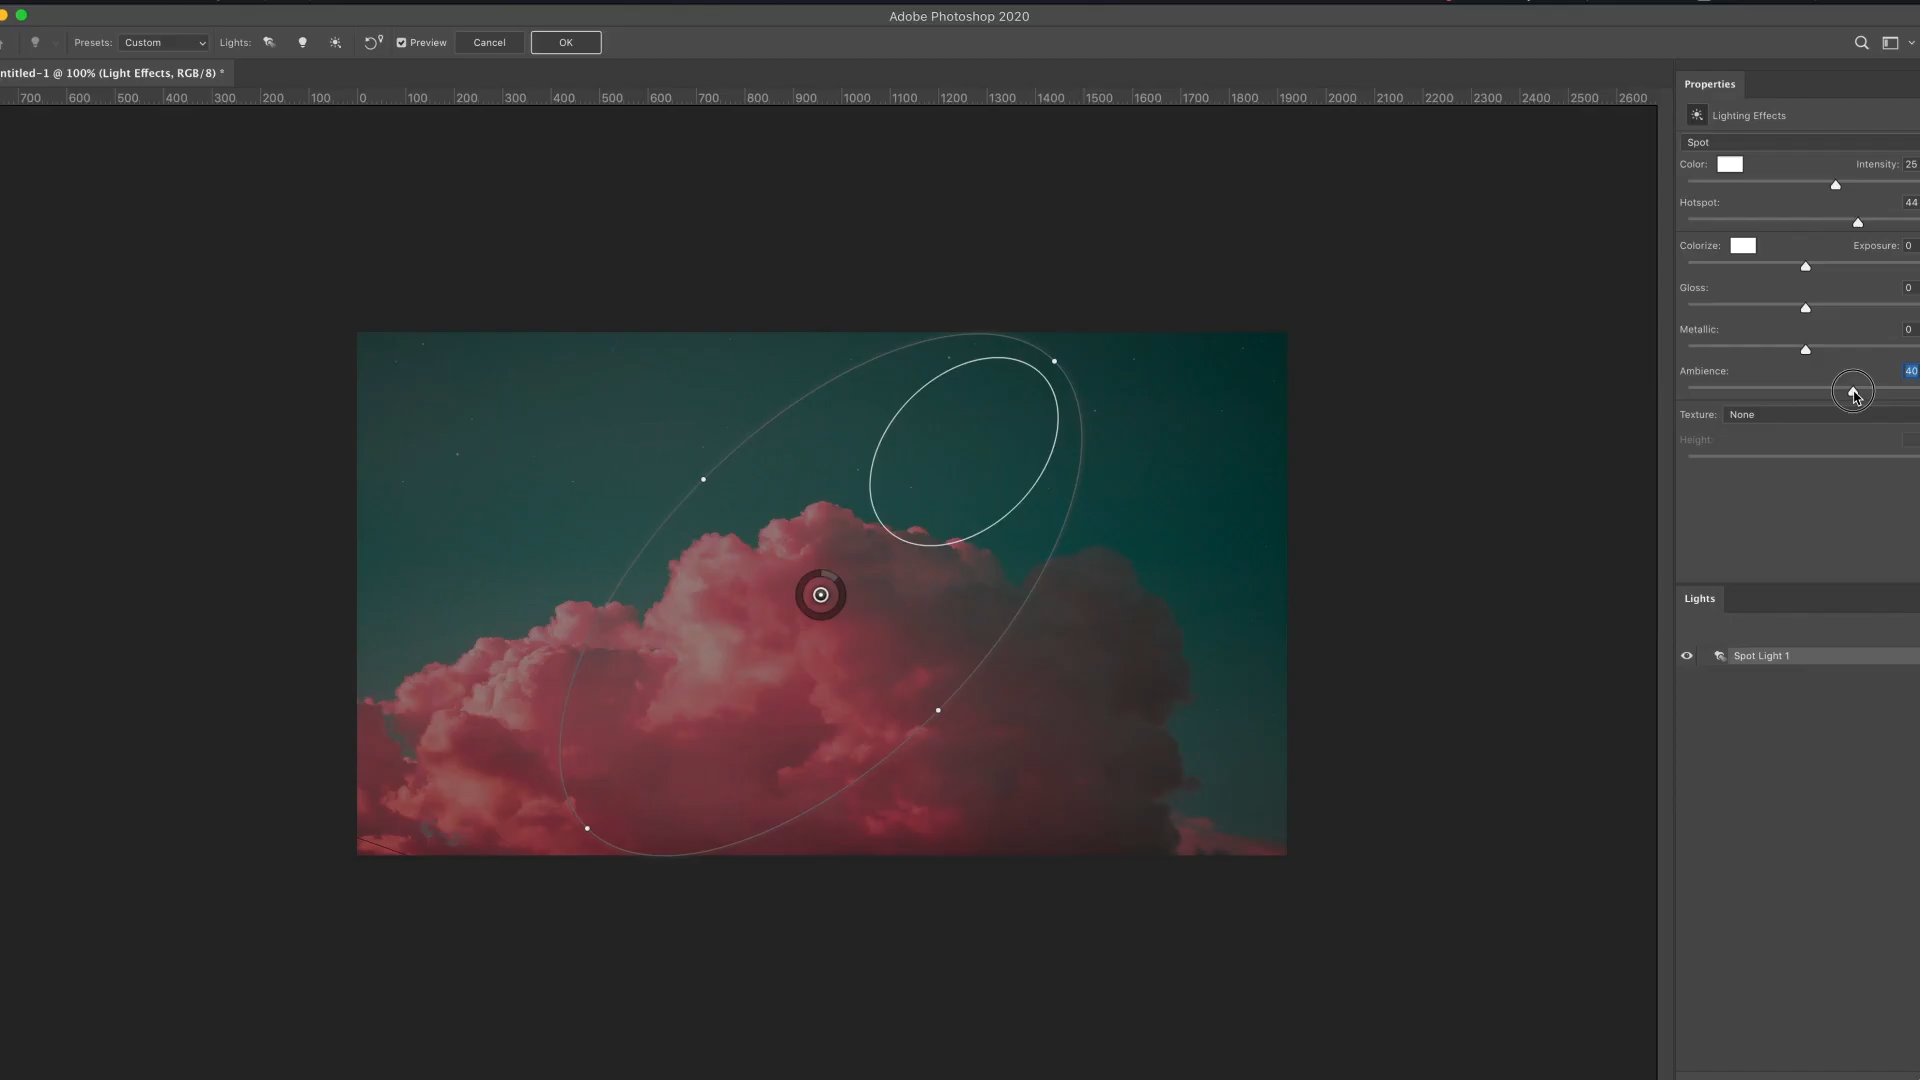 Adobe Photoshop 2020
Presets: Custom Lights: Preview Cancel OK
ntitled-1 @ 100% (Light Effects, RGB/8) *
700 600 500 400 300 200 100 0 100 200 300 400 500 600 700 800 900 1000 1100 1200 1300 1400 1500 1600 1700 1800 1900 2000 2100 2200 2300 2400 2500 2600
Properties
Lighting Effects
Spot
Color: Intensity: 25
Hotspot: 44
Colorize: Exposure: 0
Gloss: 0
Metallic: 0
Ambience: 40
Texture: None
Height:
Lights
Spot Light 1